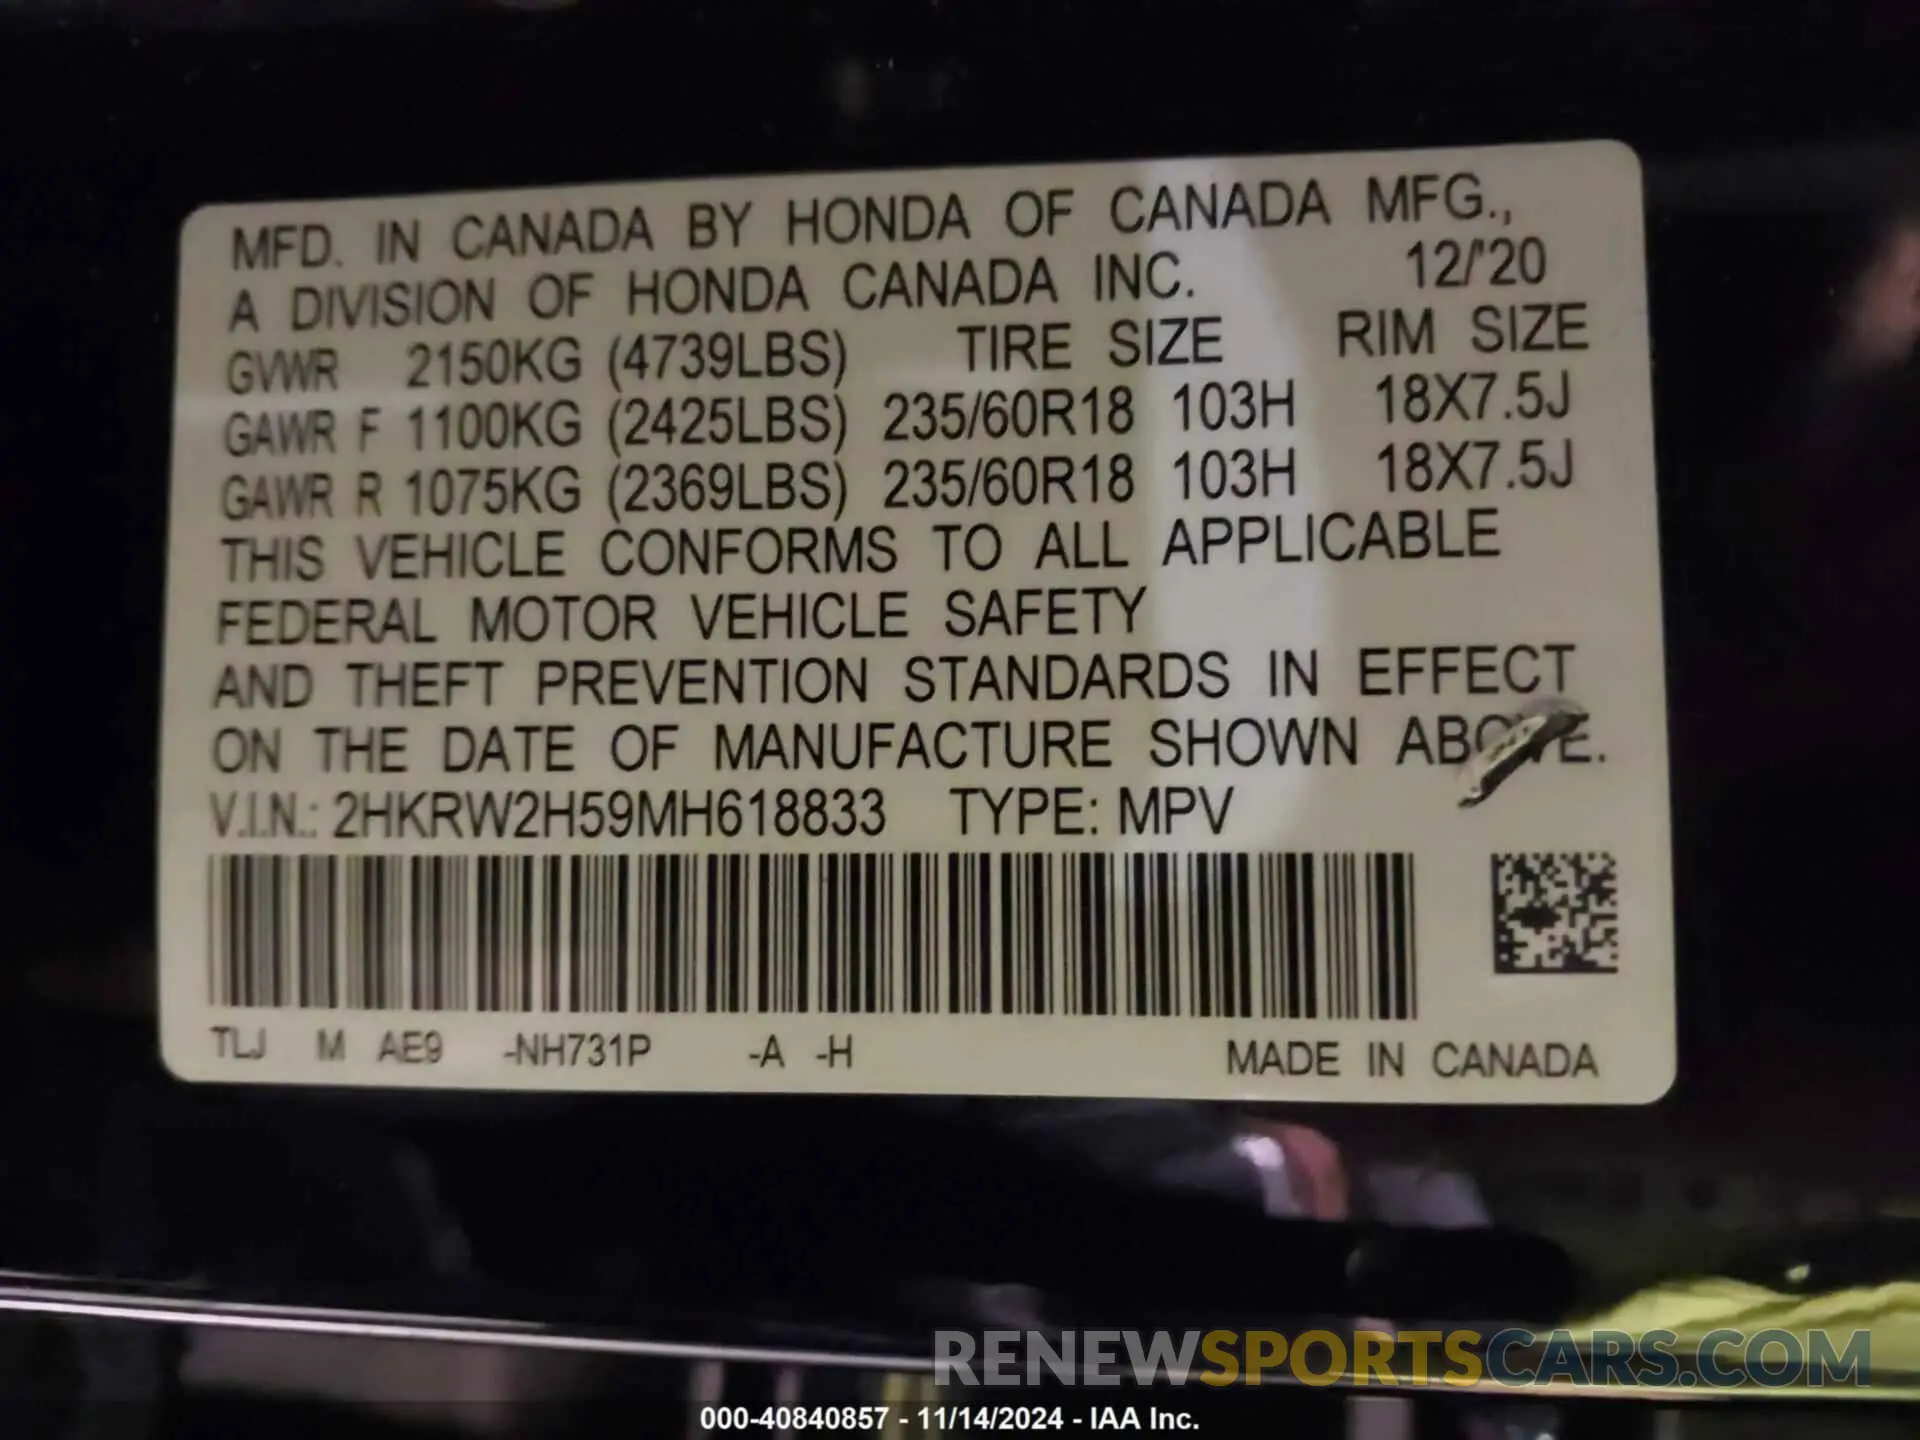 MFD. IN CANADA BY HONDA OF CANADA MFG.,
A DIVISION OF HONDA CANADA INC. 12/'20
GVWR 2150KG (4739LBS) TIRE SIZE RIM SIZE
GAWR F 1100KG (2425LBS) 235/60R18 103H 18X7.5J
GAWR R 1075KG (2369LBS) 235/60R18 103H 18X7.5J
THIS VEHICLE CONFORMS TO ALL APPLICABLE
FEDERAL MOTOR VEHICLE SAFETY
AND THEFT PREVENTION STANDARDS IN EFFECT
ON THE DATE OF MANUFACTURE SHOWN ABOVE.
V.I.N.: 2HKRW2H59MH618833 TYPE: MPV
TLJ M AE9 -NH731P -A -H MADE IN CANADA
RENEWSPORTSCARS.COM
000-40840857 - 11/14/2024 - IAA Inc.